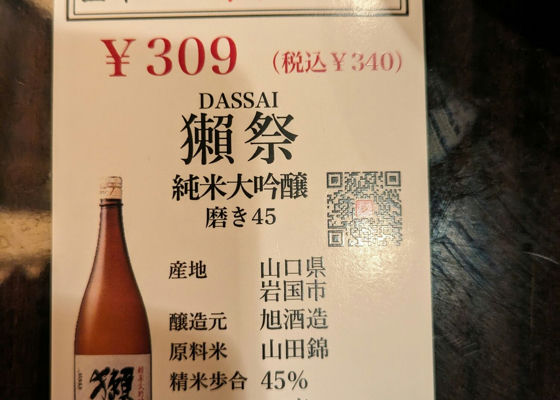 ¥309 (税込¥340)
DASSAI
獺祭
純米大吟醸
磨き45
産地 山口県
岩国市
醸造元 旭酒造
原料米 山田錦
精米歩合 45%
獺